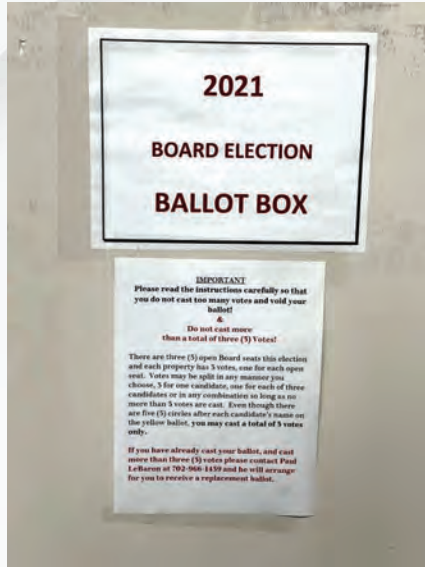 2021
BOARD ELECTION
BALLOT BOX
IMPORTANT
Please read the instructions carefully so that
you do not cast too many votes and void your
ballot!
&
Do not cast more
than a total of three (3) Votes!
There are three (3) open Board seats this election
and each property has 3 votes, one for each open
seat. Votes may be split in any manner you
choose, 3 for one candidate, one for each of three
candidates or in any combination so long as no
more than 3 votes are cast. Even though there
are five (5) circles after each candidate's name on
the yellow ballot, you may cast a total of 3 votes
only.
If you have already cast your ballot, and cast
more than three (3) votes please contact Paul
LeBaron at and he will arrange
for you to receive a replacement ballot.